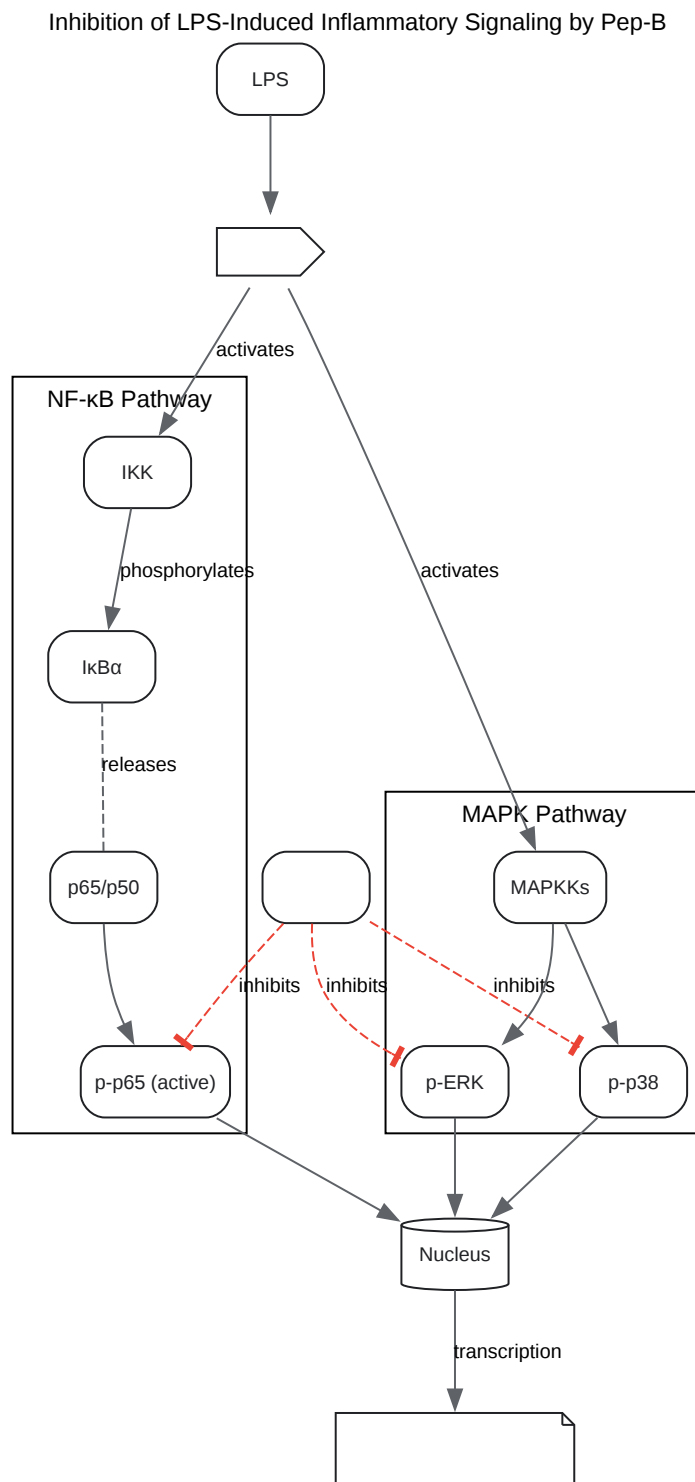 Inhibition of LPS-Induced Inflammatory Signaling by Pep-B
LPS
activates
NF-κB Pathway
IKK
phosphorylates
activates
IκBα
releases
MAPK Pathway
p65/p50
MAPKKs
inhibits
inhibits
inhibits
p-p65 (active)
p-ERK
p-p38
Nucleus
transcription